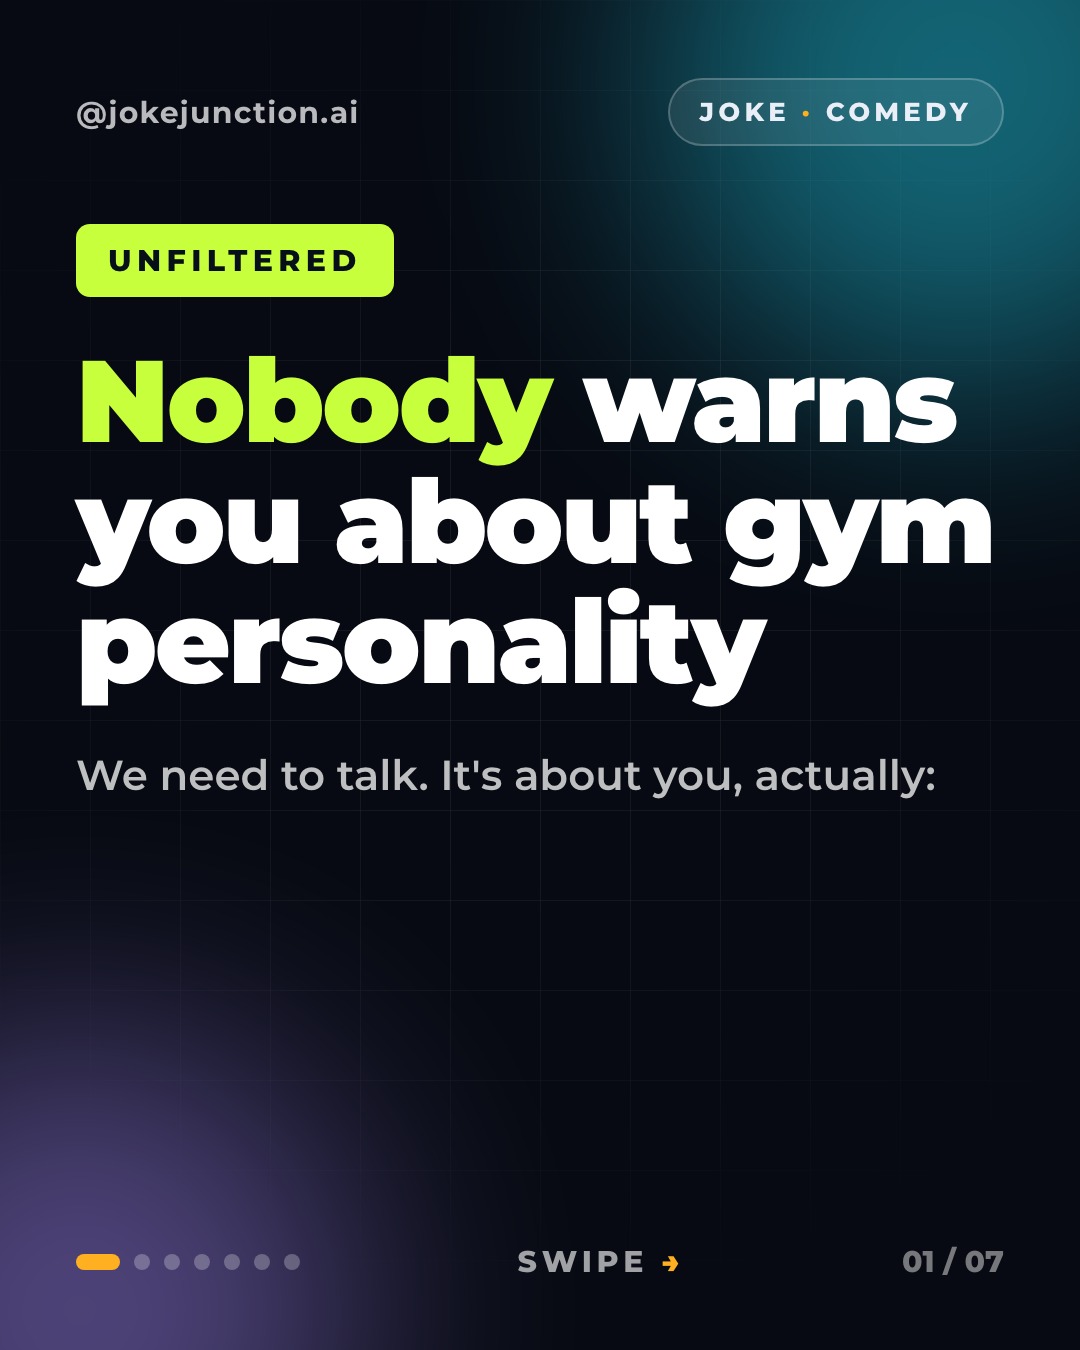 @jokejunction.ai
JOKE • COMEDY
UNFILTERED
Nobody warns
you about gym
personality
We need to talk. It's about you, actually:
SWIPE →
01 / 07